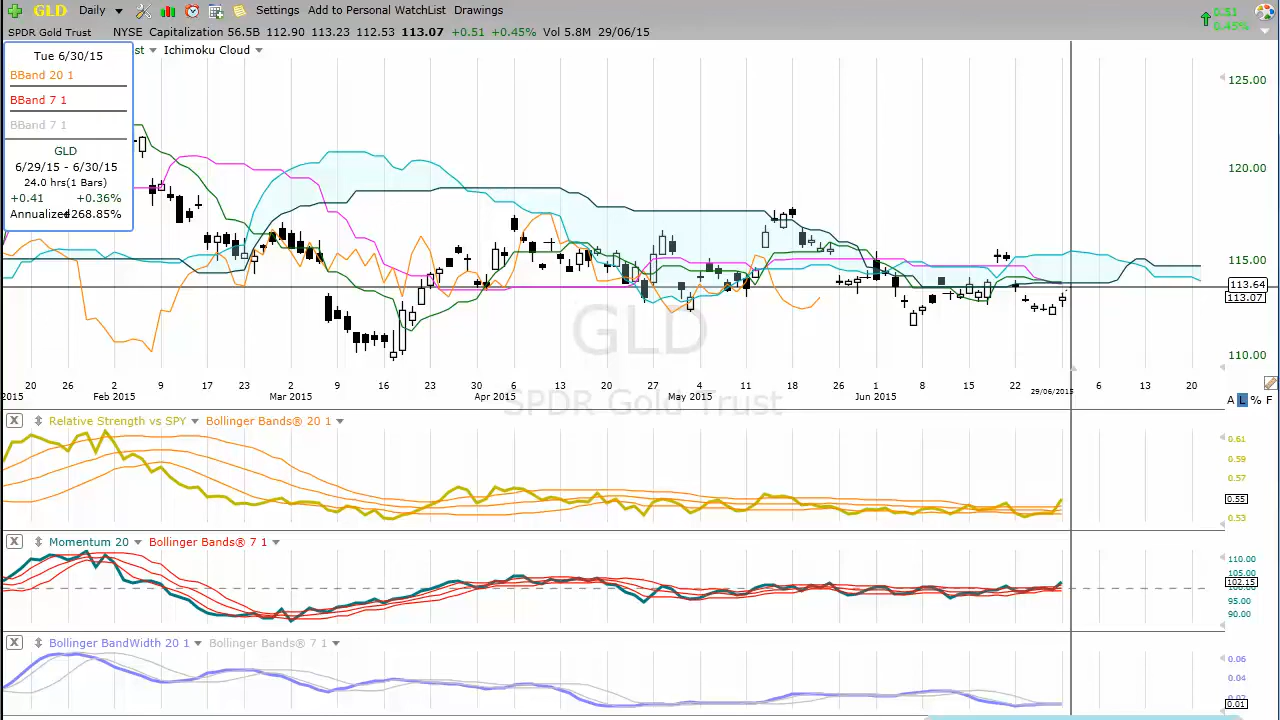 GLD Daily Settings Add to Personal WatchList Drawings
0.51
0.45%
SPDR Gold Trust NYSE Capitalization 56.5B 112.90 113.23 112.53 113.07 +0.51 +0.45% Vol 5.8M 29/06/15
st Ichimoku Cloud
Tue 6/30/15
BBand 20 1
BBand 7 1
BBand 7 1
GLD
6/29/15 - 6/30/15
24.0 hrs(1 Bars)
+0.41 +0.36%
Annualized +268.85%
125.00
120.00
115.00
113.64
113.07
110.00
GLD
SPDR Gold Trust
20 26 2 9 17 23 2 9 16 23 30 6 13 20 27 4 11 18 26 1 8 15 22 6 13 20
2015 Feb 2015 Mar 2015 Apr 2015 May 2015 Jun 2015 29/06/2015
A L % F
X Relative Strength vs SPY Bollinger Bands® 20 1
0.61
0.59
0.57
0.55
0.53
X Momentum 20 Bollinger Bands® 7 1
110.00
105.00
102.15
95.00
90.00
X Bollinger BandWidth 20 1 Bollinger Bands® 7 1
0.06
0.04
0.02
0.01